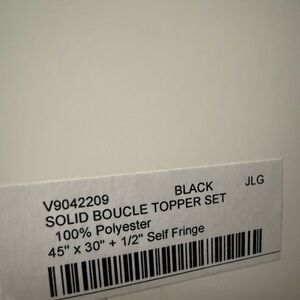 V9042209 BLACK JLG
SOLID BOUCLE TOPPER SET
100% Polyester
45" x 30" + 1/2" Self Fringe